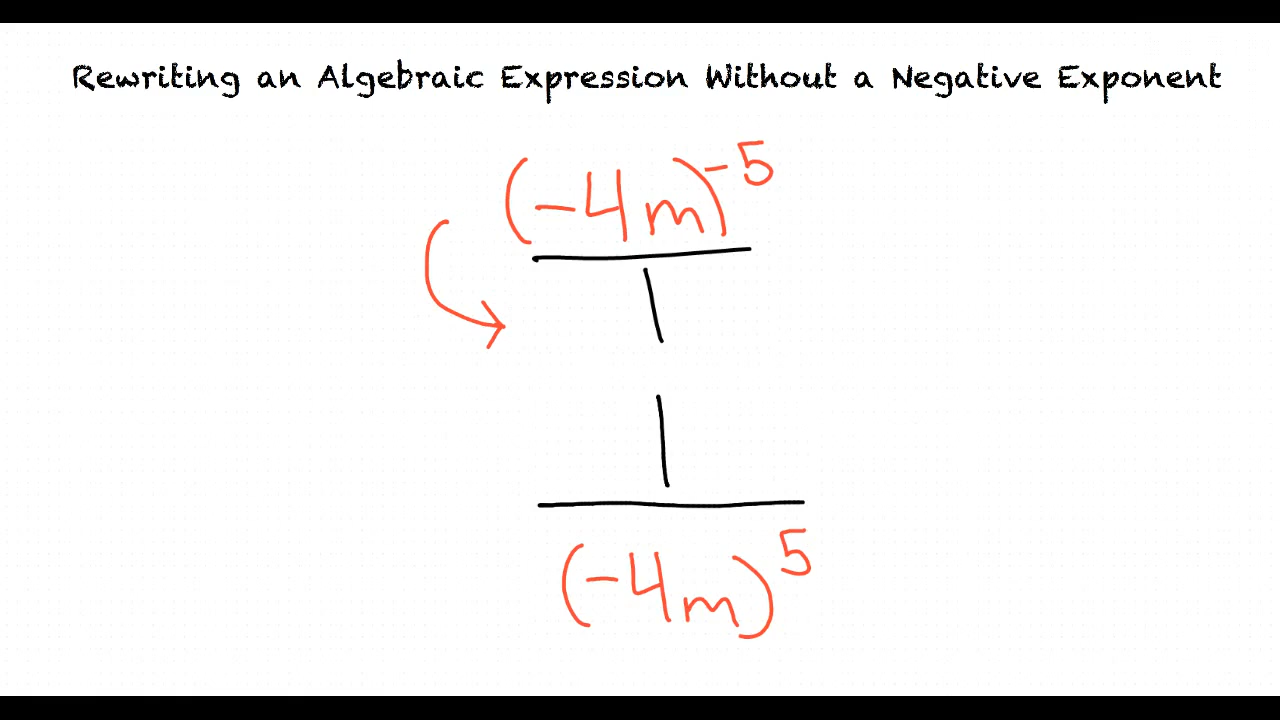 Rewriting an Algebraic Expression Without a Negative Exponent
(-4m)^-5
1
1
(-4m)^5